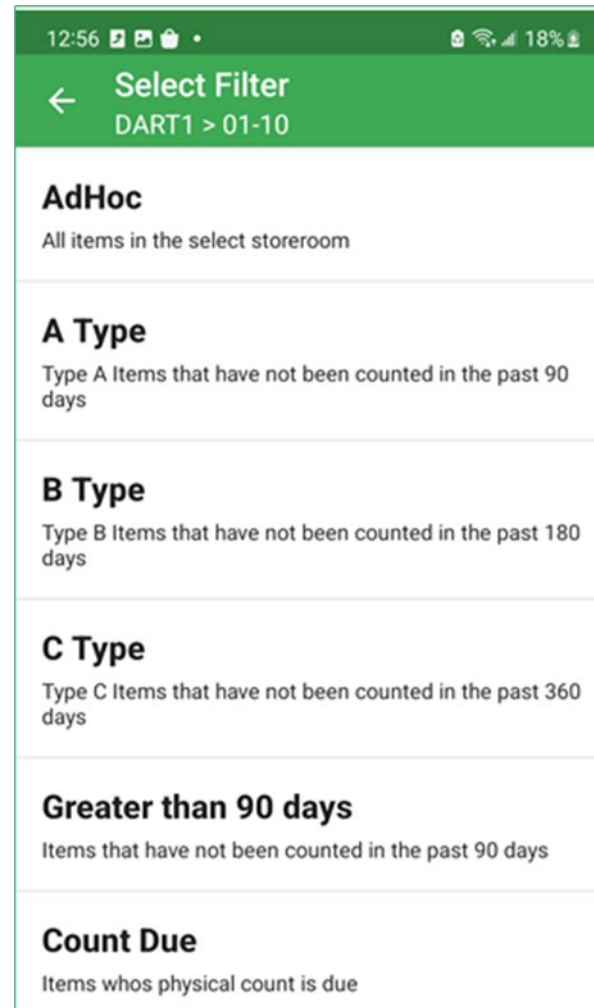 12:56
18%
Select Filter
DART1 > 01-10
AdHoc
All items in the select storeroom
A Type
Type A Items that have not been counted in the past 90
days
B Type
Type B Items that have not been counted in the past 180
days
C Type
Type C Items that have not been counted in the past 360
days
Greater than 90 days
Items that have not been counted in the past 90 days
Count Due
Items whos physical count is due